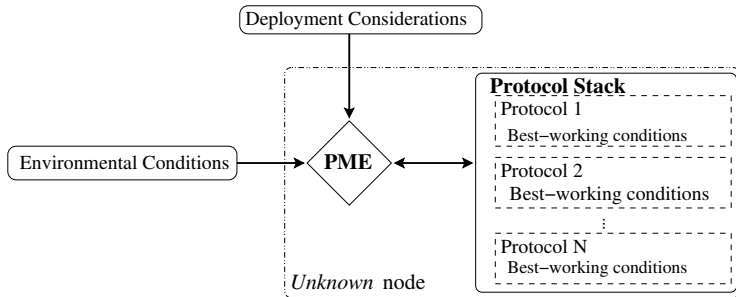 Deployment Considerations
Protocol Stack
Protocol 1
Best−working conditions
Environmental Conditions
PME
Protocol 2
Best−working conditions
...
Protocol N
Best−working conditions
Unknown node